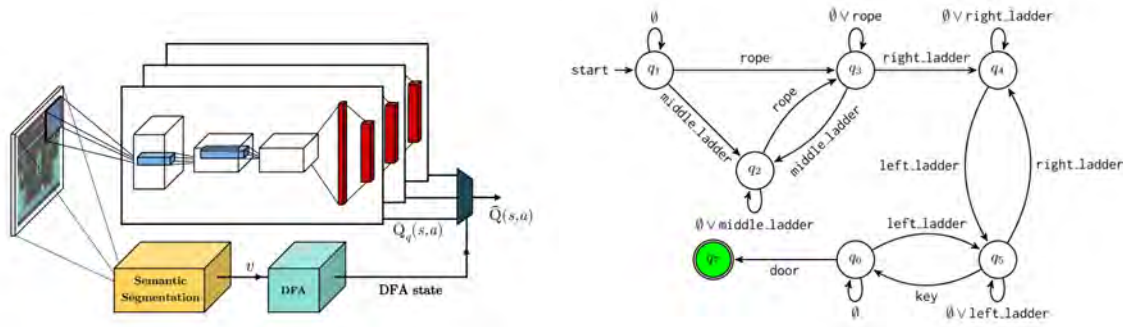 Q_q(s,a)
Q̄(s,a)
Semantic
Segmentation
v
DFA
DFA state
∅
∅ ∨ rope
∅ ∨ right_ladder
start
q1
rope
q3
right_ladder
q4
middle_ladder
rope
middle_ladder
q2
left_ladder
right_ladder
∅ ∨ middle_ladder
left_ladder
q7
door
q6
q5
key
∅
∅ ∨ left_ladder